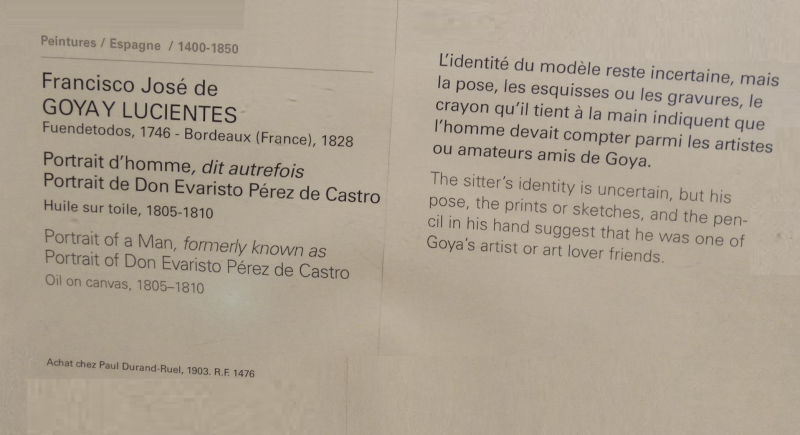 Peintures / Espagne / 1400-1850
Francisco José de
GOYA Y LUCIENTES
Fuendetodos, 1746 - Bordeaux (France), 1828
Portrait d'homme, dit autrefois
Portrait de Don Evaristo Pérez de Castro
Huile sur toile, 1805-1810
Portrait of a Man, formerly known as
Portrait of Don Evaristo Pérez de Castro
Oil on canvas, 1805–1810
Achat chez Paul Durand-Ruel, 1903. R.F. 1476
L'identité du modèle reste incertaine, mais
la pose, les esquisses ou les gravures, le
crayon qu'il tient à la main indiquent que
l'homme devait compter parmi les artistes
ou amateurs amis de Goya.
The sitter's identity is uncertain, but his
pose, the prints or sketches, and the pen-
cil in his hand suggest that he was one of
Goya's artist or art lover friends.